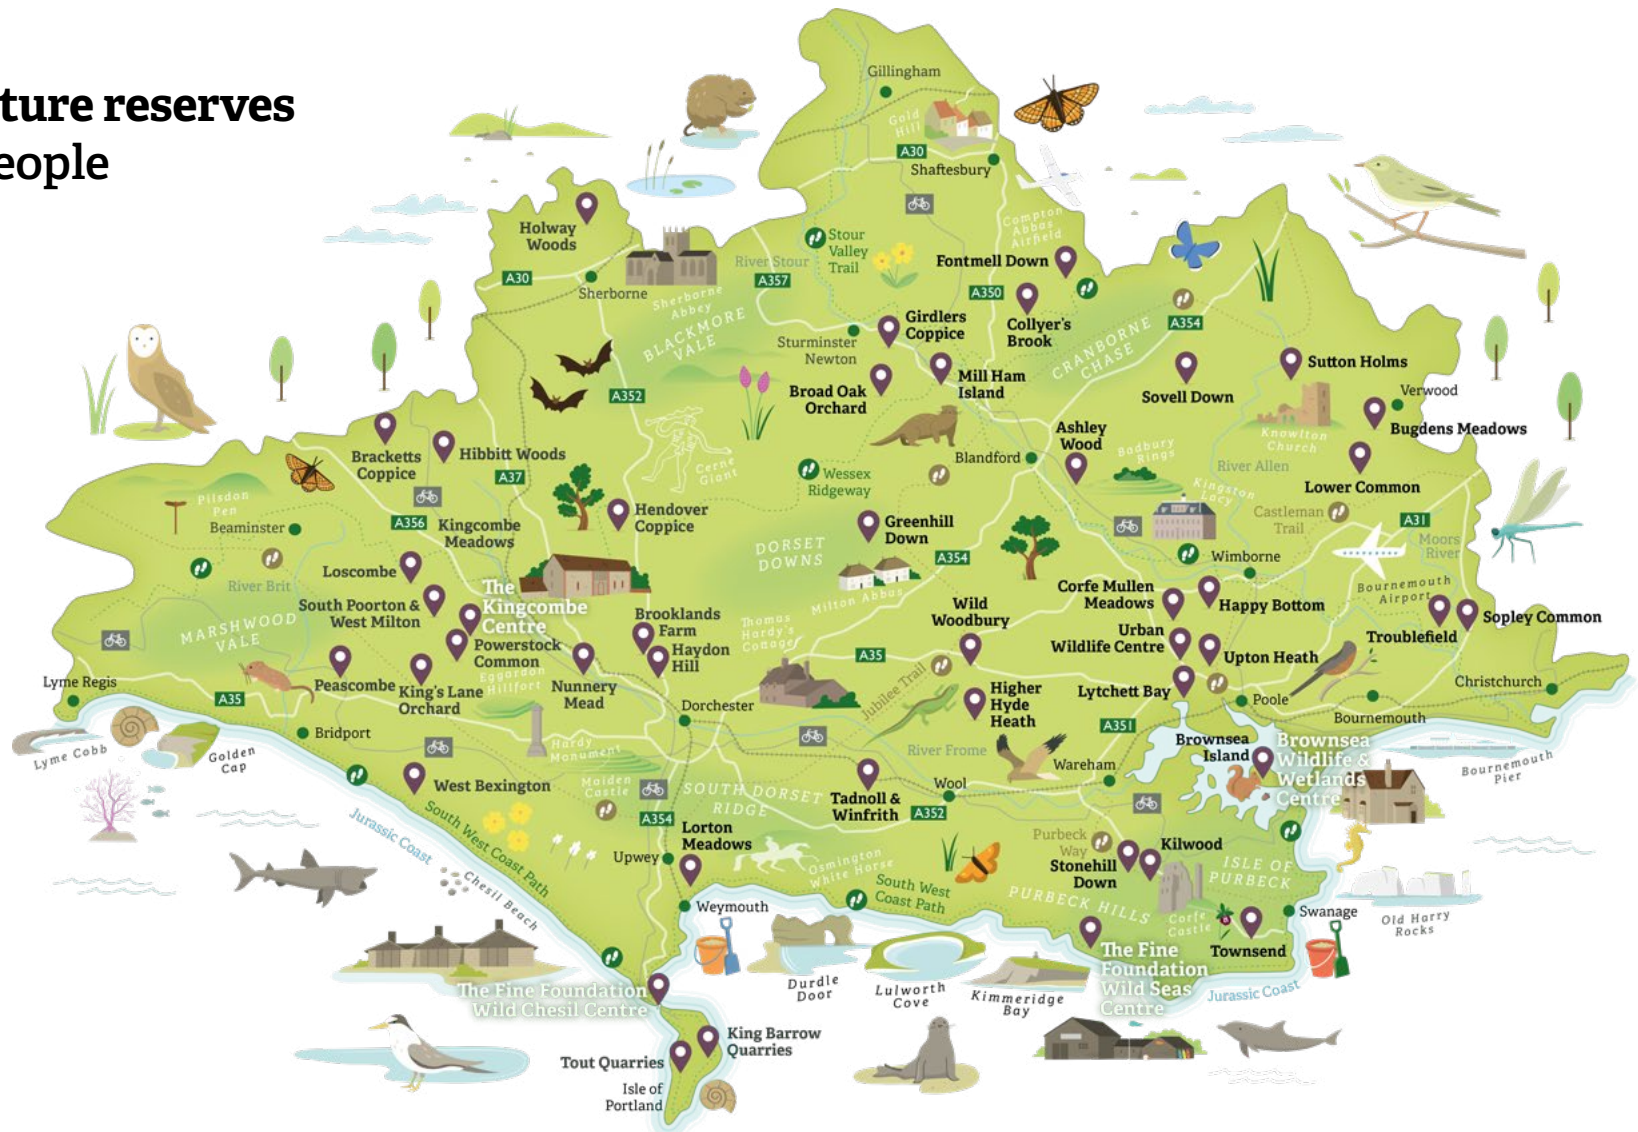 ture reserves
eople
Gillingham
Gold
Hill
A30
Shaftesbury
Holway
Woods
A30
Sherborne
Sherborne
Abbey
BLACKMORE
VALE
River Stour
A357
Stour
Valley
Trail
Compton
Abbas
Airfield
Fontmell Down
A350
Collyer's
Brook
Girdlers
Coppice
Sturminster
Newton
Broad Oak
Orchard
Mill Ham
Island
CRANBORNE
CHASE
A354
Sovell Down
Sutton Holms
Verwood
Knowlton
Church
Bugdens Meadows
A352
Cerne
Giant
Bracketts
Coppice
Hibbitt Woods
A37
Pilsdon
Pen
Beaminster
A356
Kingcombe
Meadows
Hendover
Coppice
Wessex
Ridgeway
Blandford
Ashley
Wood
Badbury
Rings
River Allen
Kingston
Lacy
Lower Common
Castleman
Trail
A31
Moors
River
Greenhill
Down
DORSET
DOWNS
A354
Milton Abbas
Wimborne
Bournemouth
Airport
Loscombe
River Brit
South Poorton &
West Milton
The
Kingcombe
Centre
MARSHWOOD
VALE
Powerstock
Common
Eggardon
Hillfort
Brooklands
Farm
Haydon
Hill
Thomas
Hardy's
Cottage
Wild
Woodbury
Corfe Mullen
Meadows
Happy Bottom
Urban
Wildlife Centre
Upton Heath
Troublefield
Sopley Common
A35
Jubilee Trail
Lytchett Bay
Peascombe
King's Lane
Orchard
Nunnery
Mead
Lyme Regis
A35
Dorchester
Higher
Hyde
Heath
A351
Poole
Christchurch
Bournemouth
Bridport
Hardy
Monument
Lyme Cobb
Golden
Cap
River Frome
Brownsea
Island
Brownsea
Wildlife &
Wetlands
Centre
Bournemouth
Pier
West Bexington
Maiden
Castle
SOUTH DORSET
RIDGE
Tadnoll &
Winfrith
Wool
Wareham
A352
A354
Lorton
Meadows
Jurassic Coast
South West Coast Path
Chesil Beach
Upwey
Osmington
White Horse
Purbeck
Way
Stonehill
Down
Kilwood
ISLE OF
PURBECK
South West
Coast Path
PURBECK HILLS
Corfe
Castle
Old Harry
Rocks
Weymouth
Swanage
Townsend
Durdle
Door
Lulworth
Cove
Kimmeridge
Bay
The Fine
Foundation
Wild Seas
Centre
Jurassic Coast
The Fine Foundation
Wild Chesil Centre
King Barrow
Quarries
Tout Quarries
Isle of
Portland